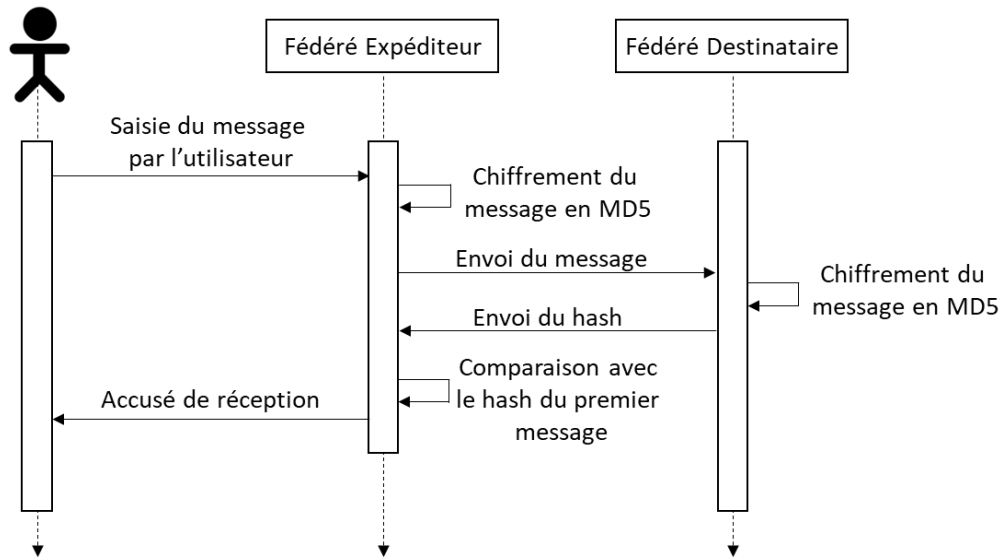 Fédéré Expéditeur
Fédéré Destinataire
Saisie du message
par l’utilisateur
Chiffrement du
message en MD5
Envoi du message
Chiffrement du
message en MD5
Envoi du hash
Comparaison avec
le hash du premier
message
Accusé de réception